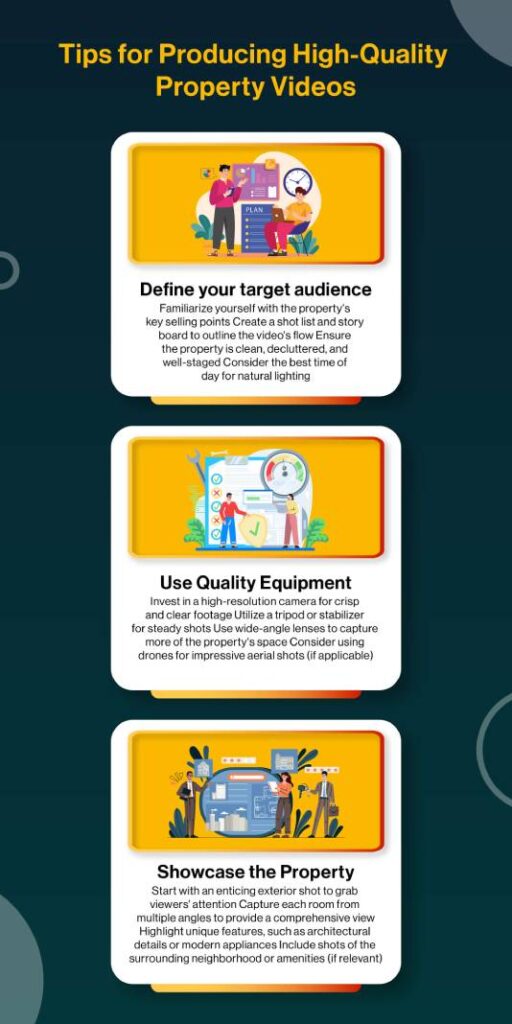 Tips for Producing High-Quality
Property Videos
PLAN
Define your target audience
Familiarize yourself with the property's
key selling points Create a shot list and story
board to outline the video's flow Ensure
the property is clean, decluttered, and
well-staged Consider the best time of
day for natural lighting
Use Quality Equipment
Invest in a high-resolution camera for crisp
and clear footage Utilize a tripod or stabilizer
for steady shots Use wide-angle lenses to capture
more of the property's space Consider using
drones for impressive aerial shots (if applicable)
Showcase the Property
Start with an enticing exterior shot to grab
viewers' attention Capture each room from
multiple angles to provide a comprehensive view
Highlight unique features, such as architectural
details or modern appliances Include shots of the
surrounding neighborhood or amenities (if relevant)